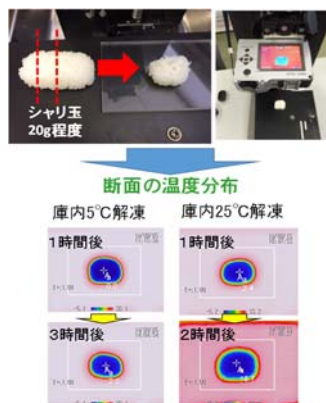 シャリ玉
20g程度
断面の温度分布
庫内5℃解凍
庫内25℃解凍
1時間後
1時間後
3時間後
2時間後